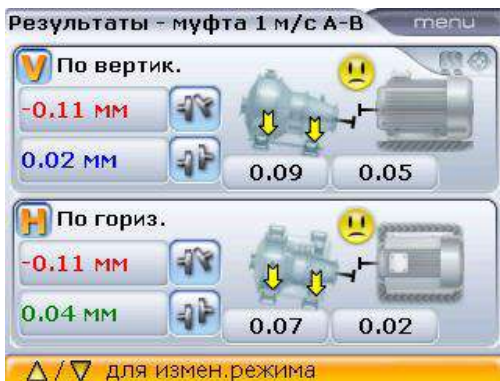 Результаты - муфта 1 м/с A-B menu
V По вертик.
-0.11 мм
0.02 мм
0.09 0.05
H По гориз.
-0.11 мм
0.04 мм
0.07 0.02
△/▽ для измен.режима